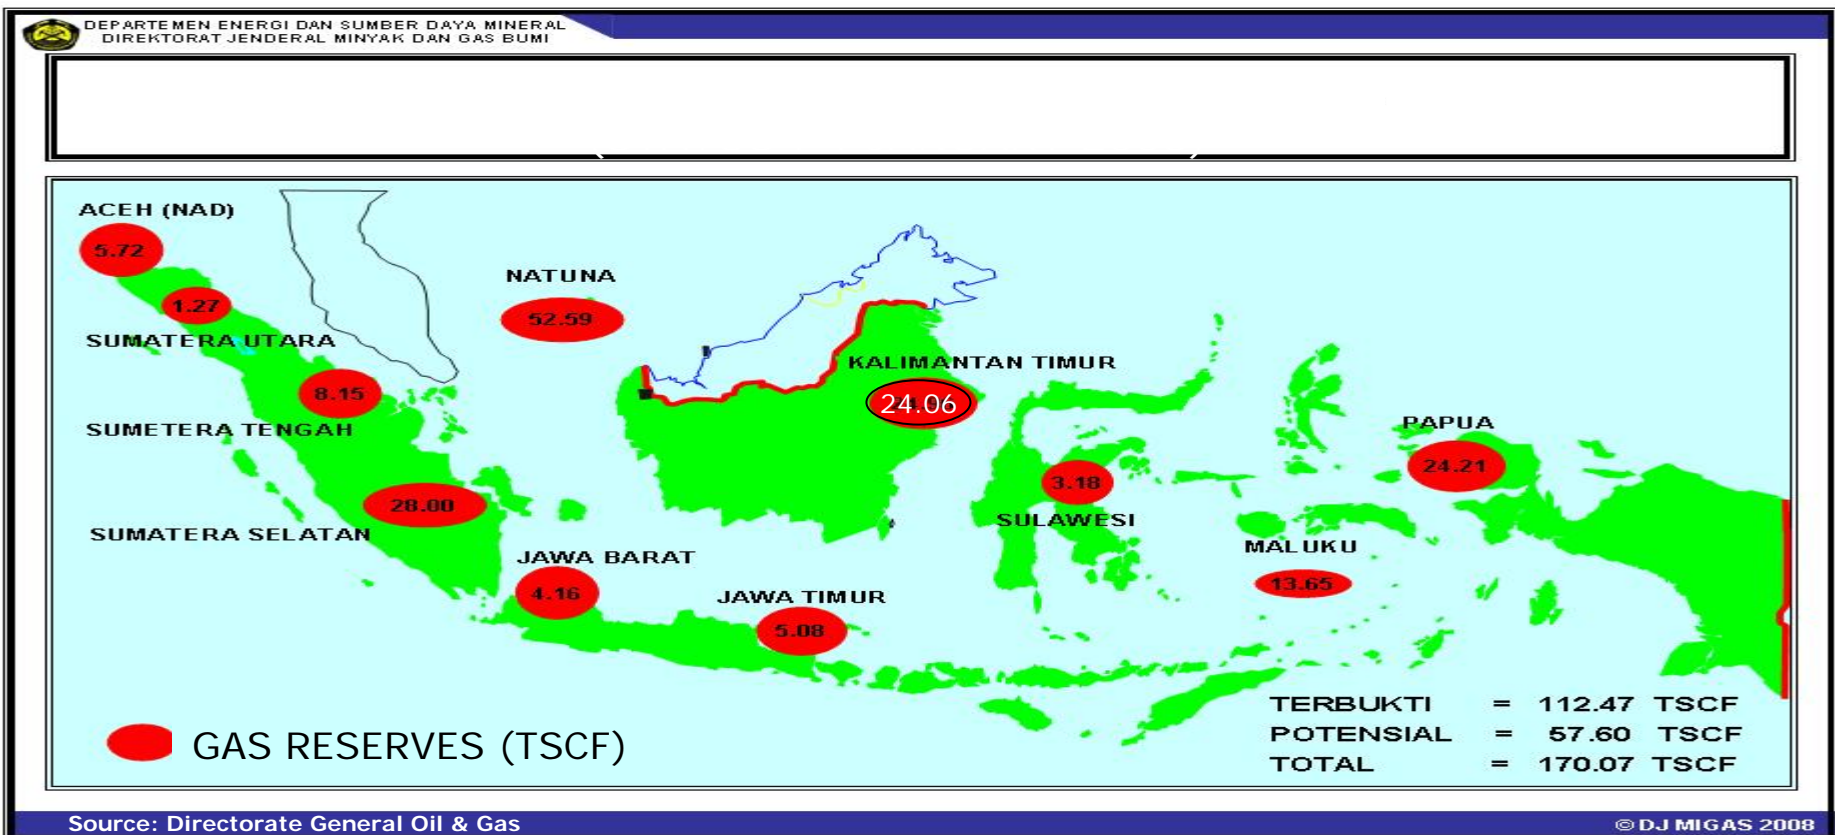 DEPARTEMEN ENERGI DAN SUMBER DAYA MINERAL
DIREKTORAT JENDERAL MINYAK DAN GAS BUMI
ACEH (NAD)
5.72
1.27
SUMATERA UTARA
NATUNA
52.59
8.15
SUMETERA TENGAH
KALIMANTAN TIMUR
24.06
PAPUA
24.21
3.18
SULAWESI
28.00
SUMATERA SELATAN
MALUKU
13.65
JAWA BARAT
4.16
JAWA TIMUR
5.08
TERBUKTI = 112.47 TSCF
POTENSIAL = 57.60 TSCF
TOTAL = 170.07 TSCF
GAS RESERVES (TSCF)
Source: Directorate General Oil & Gas
© DJ MIGAS 2008